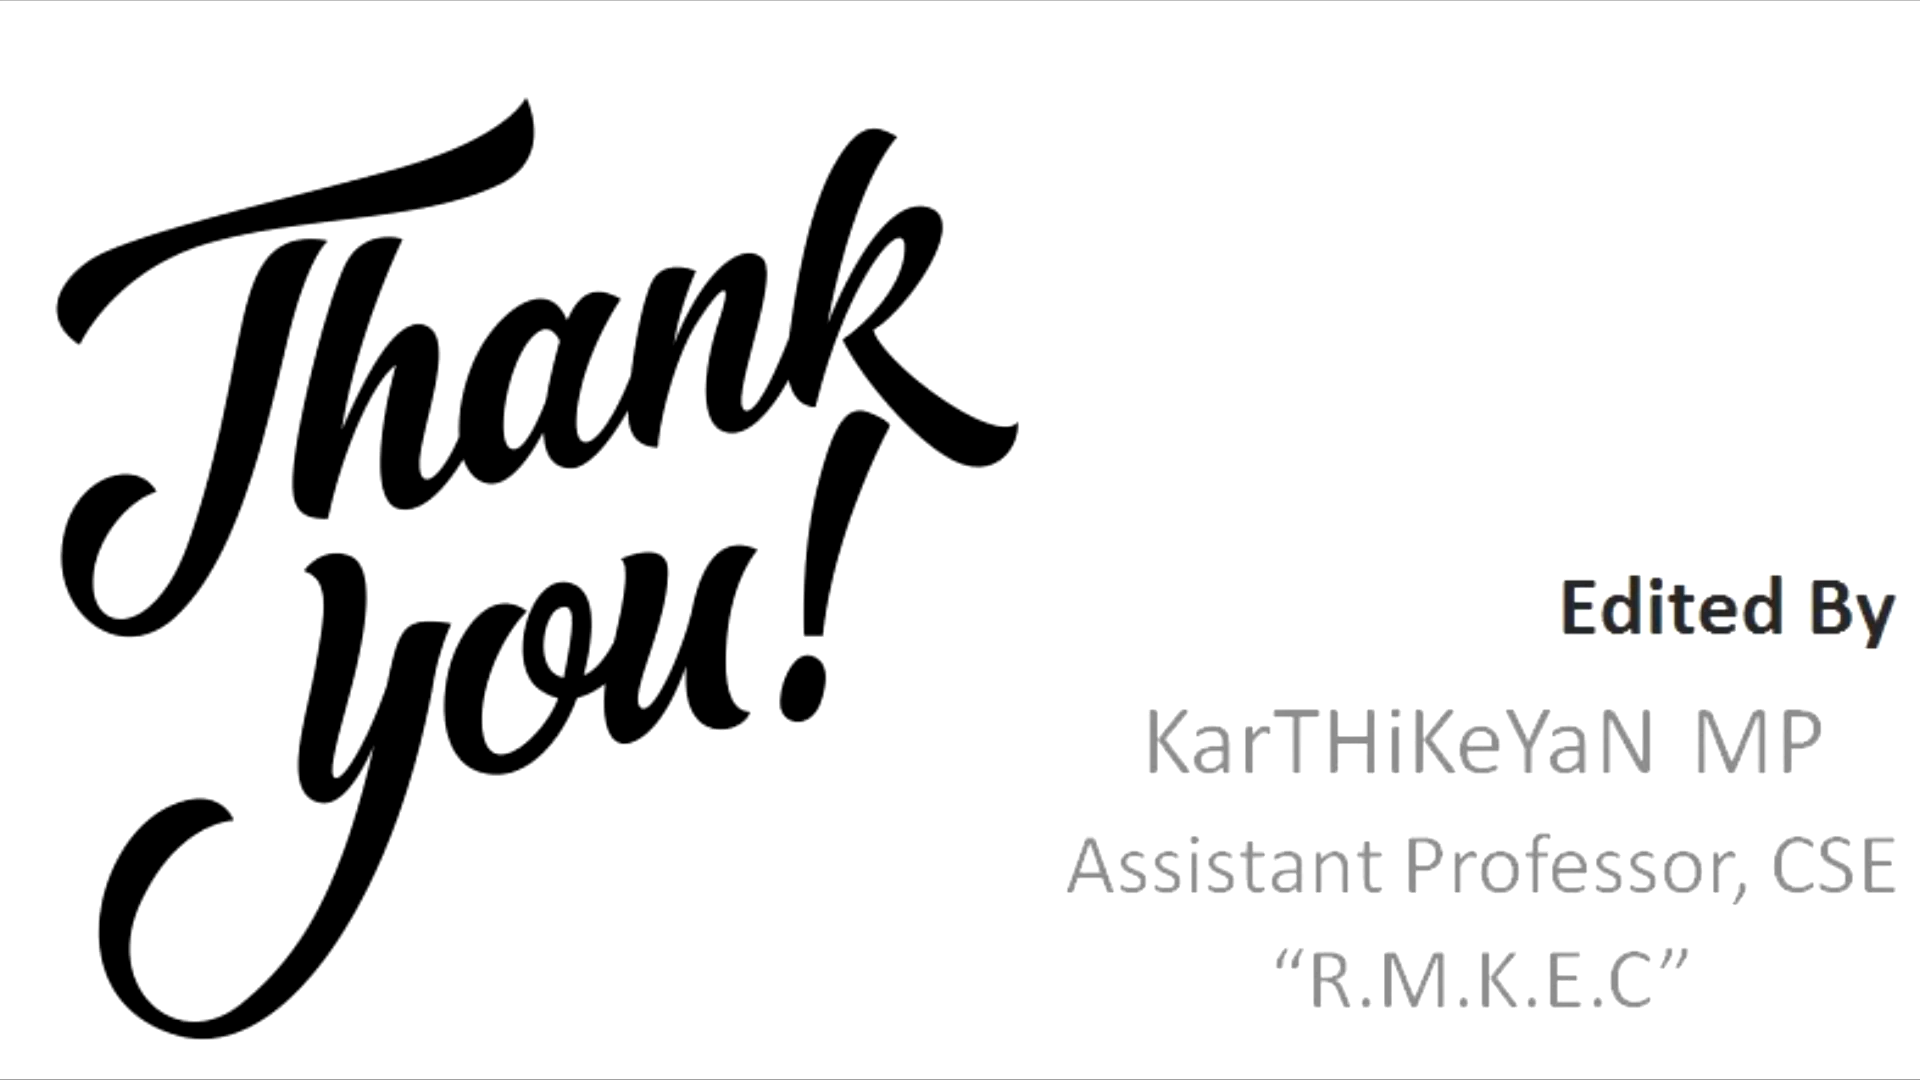 Thank
you!
Edited By
KarTHiKeYaN MP
Assistant Professor, CSE
“R.M.K.E.C”